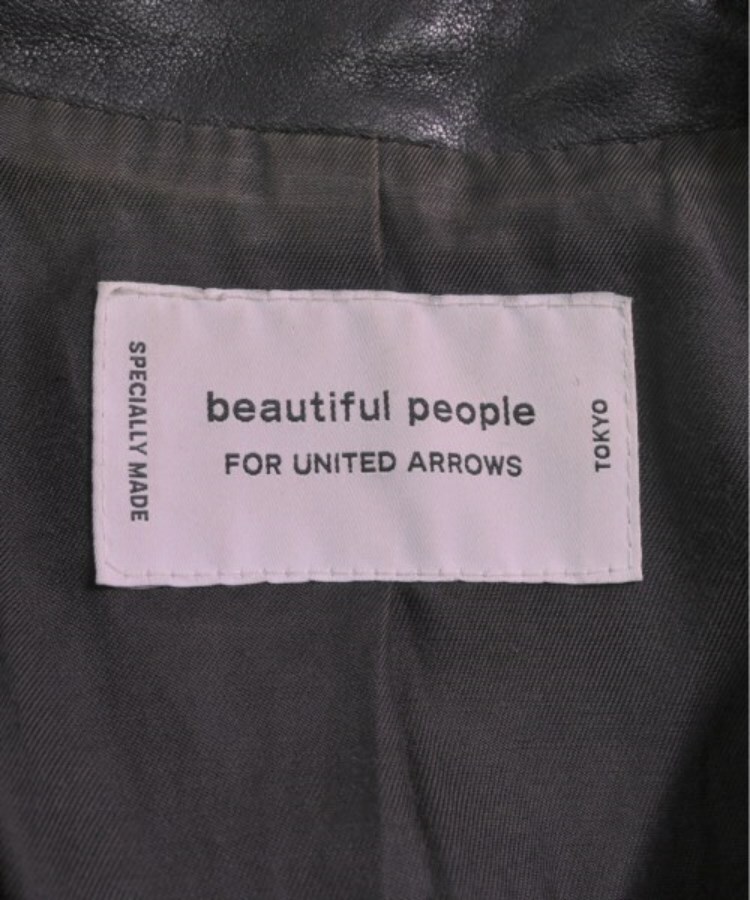 SPECIALLY MADE
beautiful people
FOR UNITED ARROWS
TOKYO